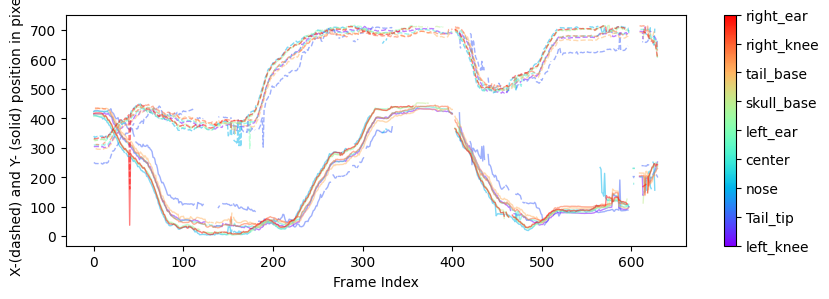 X-(dashed) and Y- (solid) position in pixe
700
600
500
400
300
200
100
0
0
100
200
300
400
500
600
Frame Index
right_ear
right_knee
tail_base
skull_base
left_ear
center
nose
Tail_tip
left_knee